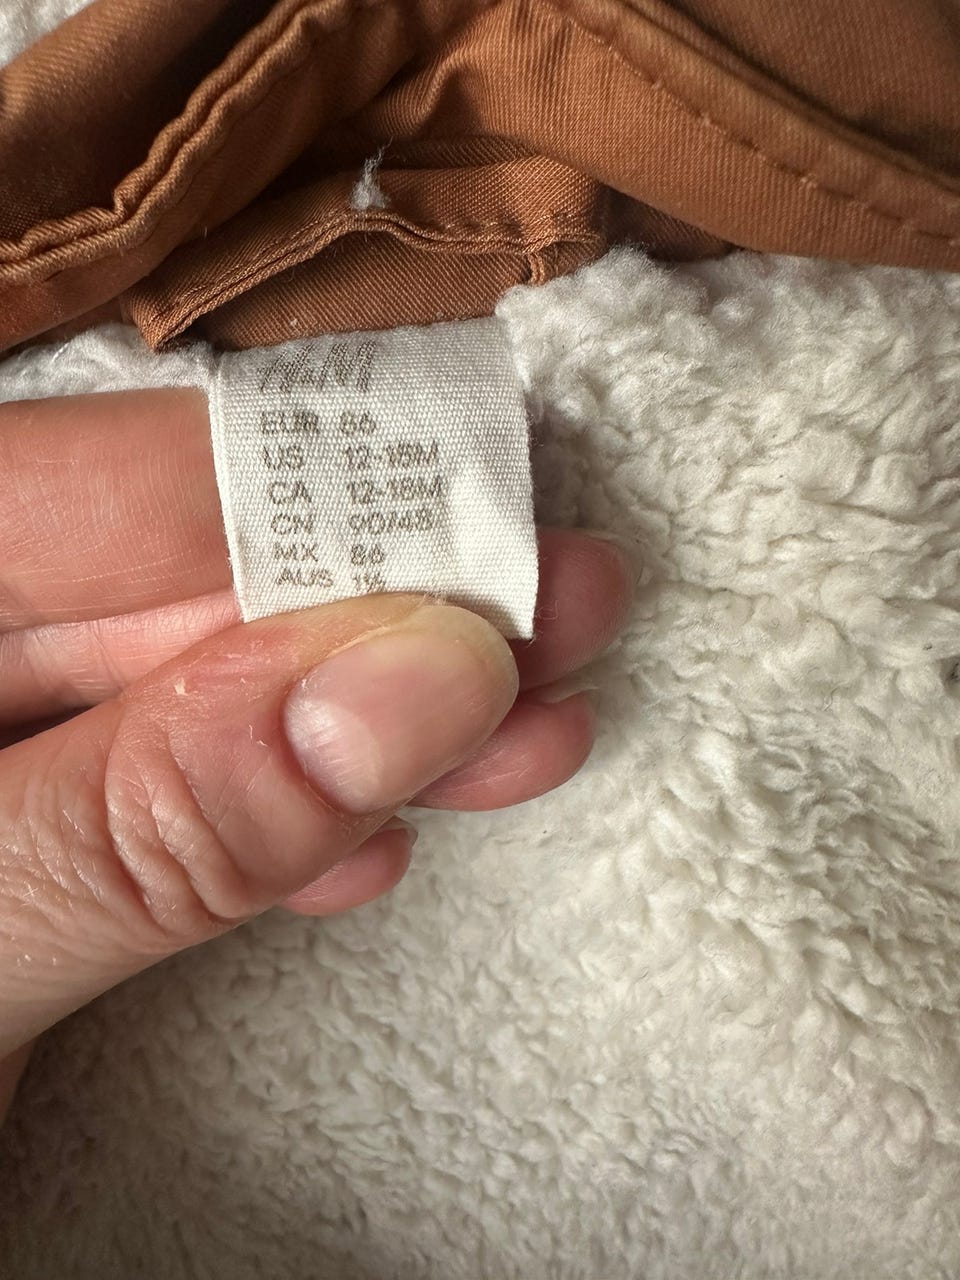 H&M
EUR 86
US 12-18M
CA 12-18M
CN 90/48
MX 86
AUS 1½